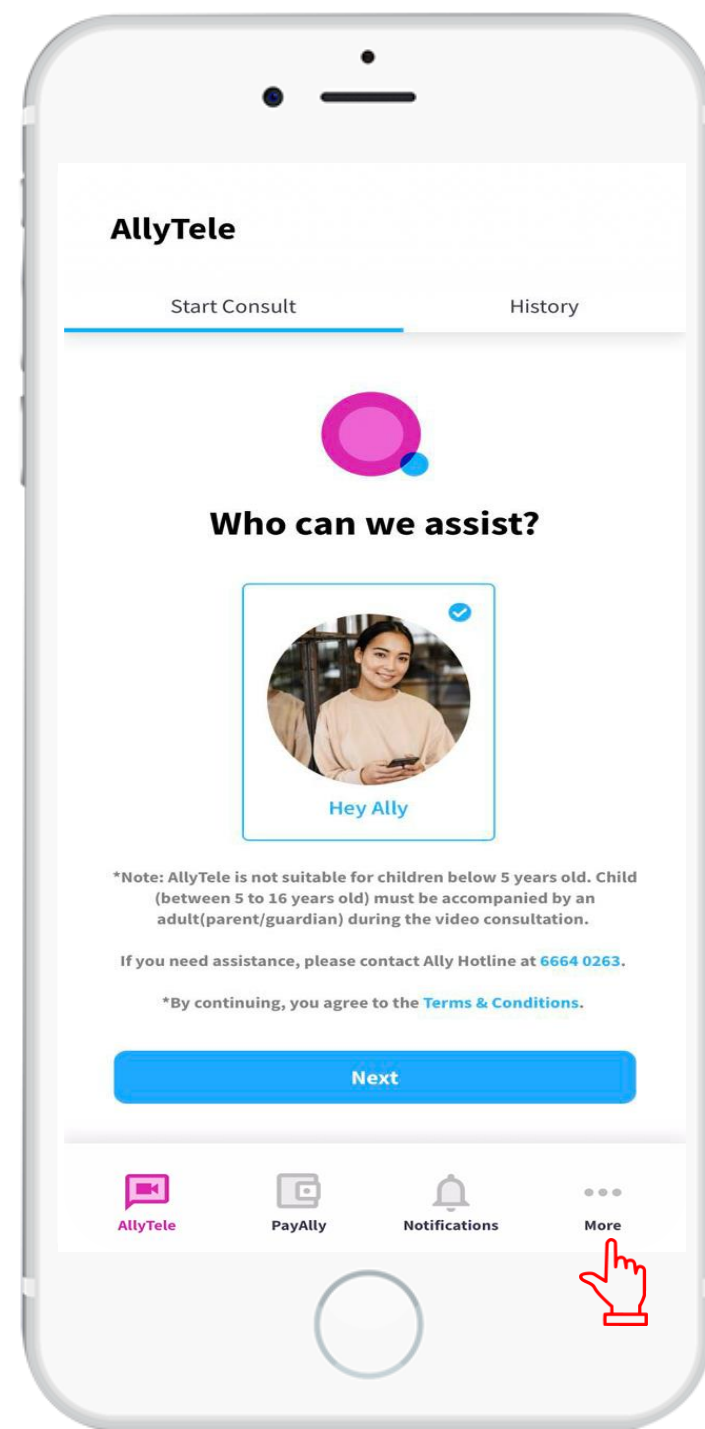 AllyTele
Start Consult
History
Who can we assist?
Hey Ally
*Note: AllyTele is not suitable for children below 5 years old. Child
(between 5 to 16 years old) must be accompanied by an
adult(parent/guardian) during the video consultation.
If you need assistance, please contact Ally Hotline at 6664 0263.
*By continuing, you agree to the Terms & Conditions.
Next
AllyTele
PayAlly
Notifications
More